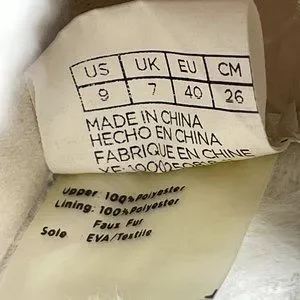 US UK EU CM
9 7 40 26
MADE IN CHINA
HECHO EN CHINA
FABRIQUE EN CHINE
Upper: 100%Polyester
Lining: 100%Polyester
Faux Fur
Sole EVA/Textile